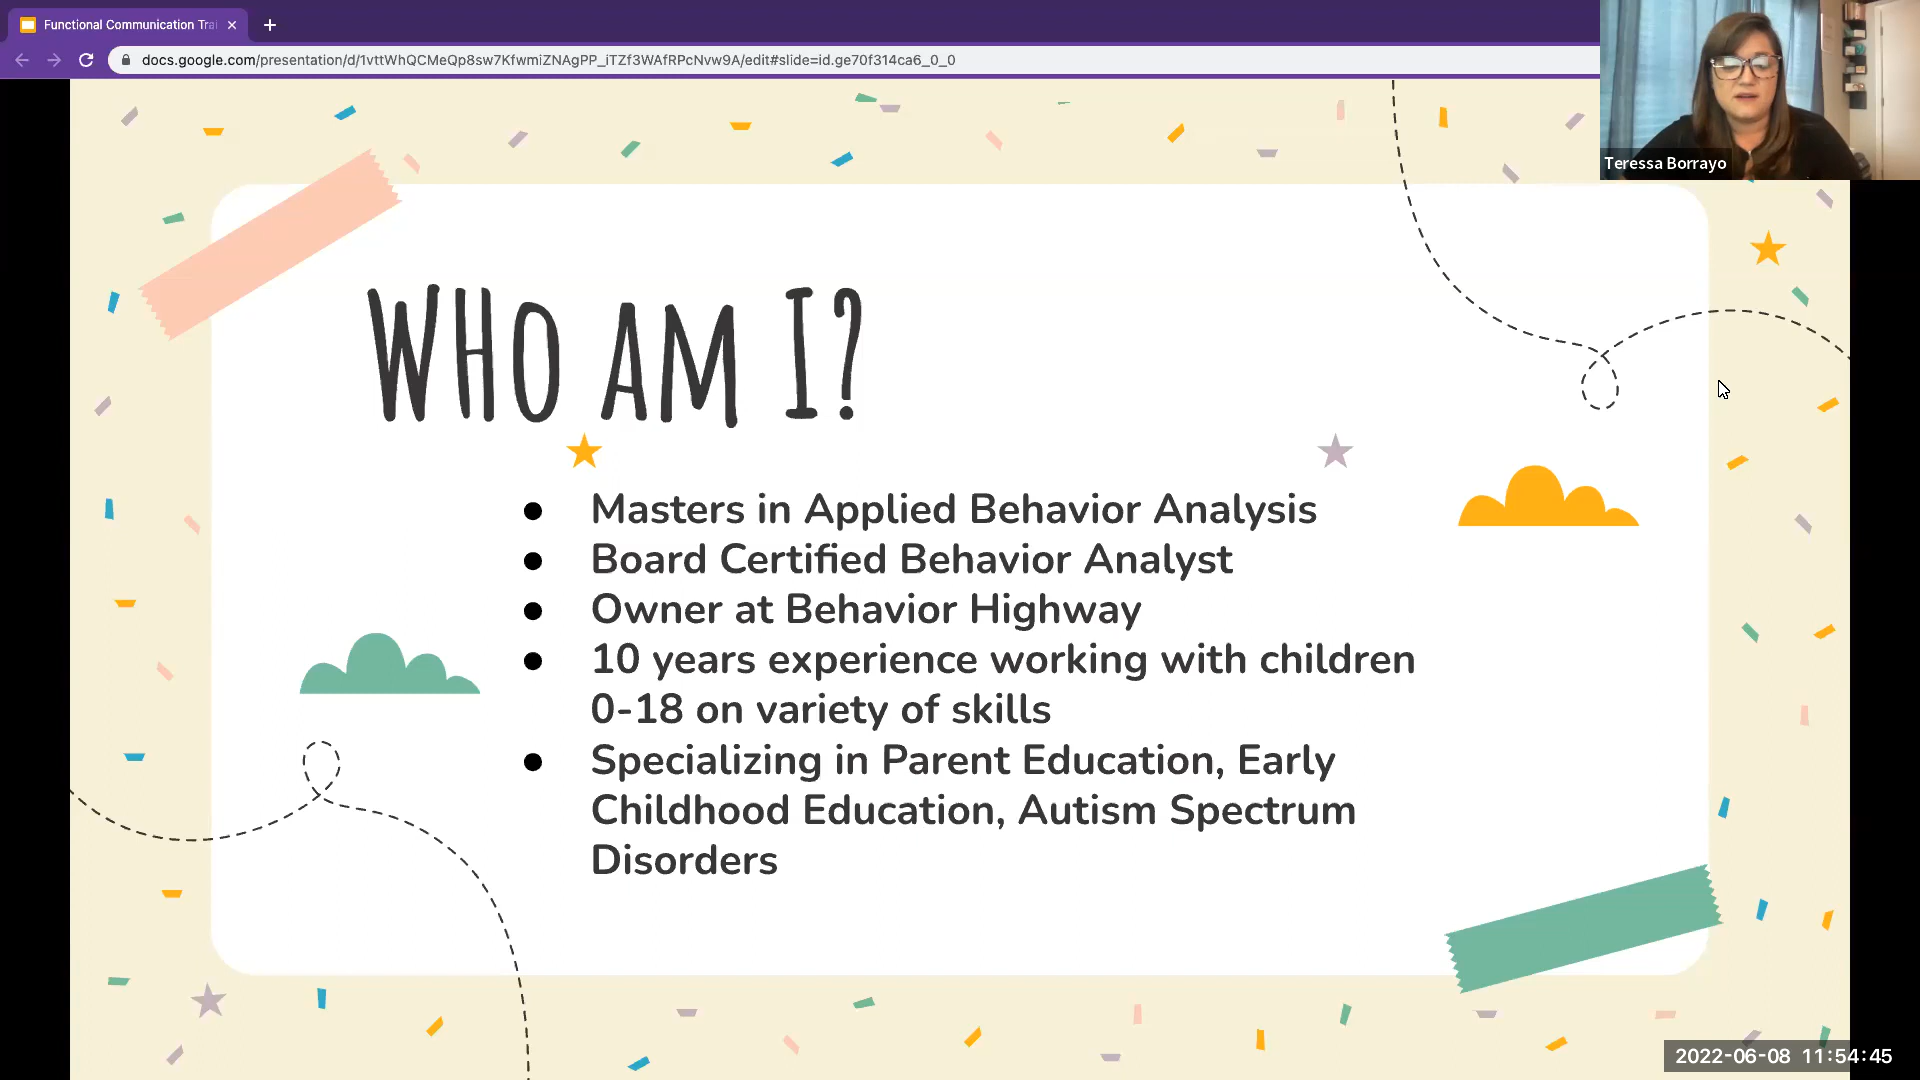 Functional Communication Trai
docs.google.com/presentation/d/1vttWhQCMeQp8sw7KfwmiZNAgPP_iTZf3WAfRPcNvw9A/edit#slide=id.ge70f314ca6_0_0
Teressa Borrayo
WHO AM I?
● Masters in Applied Behavior Analysis
● Board Certified Behavior Analyst
● Owner at Behavior Highway
● 10 years experience working with children
0-18 on variety of skills
● Specializing in Parent Education, Early
Childhood Education, Autism Spectrum
Disorders
2022-06-08 11:54:45